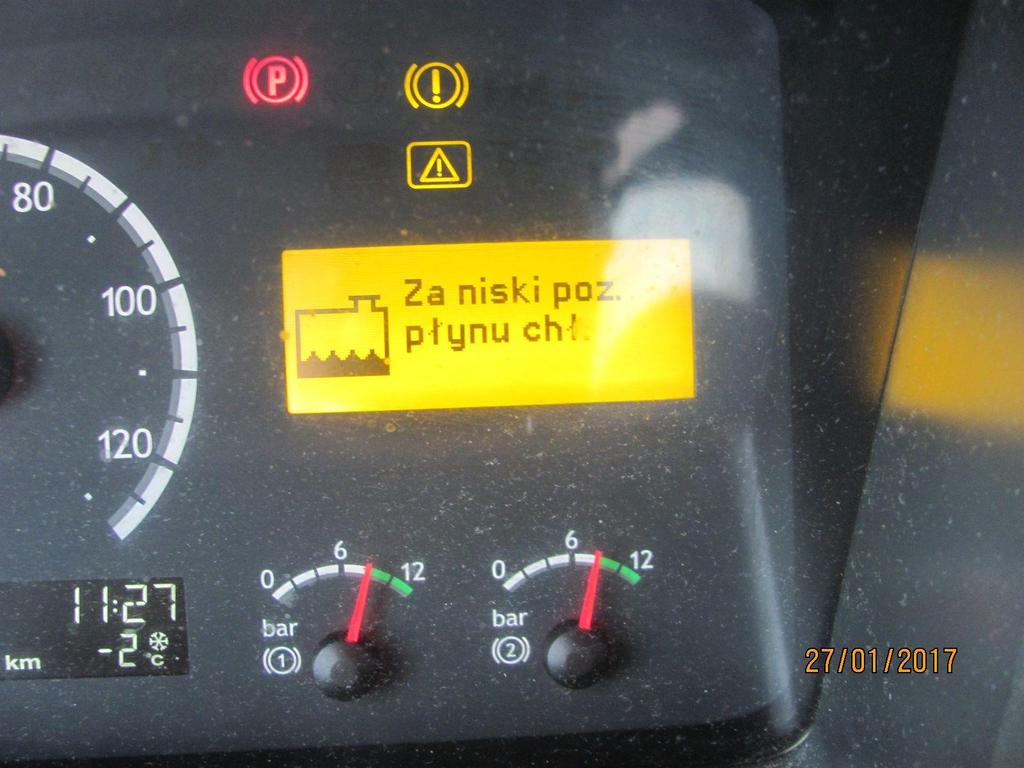 P
!
!
80
100
120
Za niski poz.
płynu chł.
11:27
-2 °C
km
0 6 12
bar
1
0 6 12
bar
2
27/01/2017